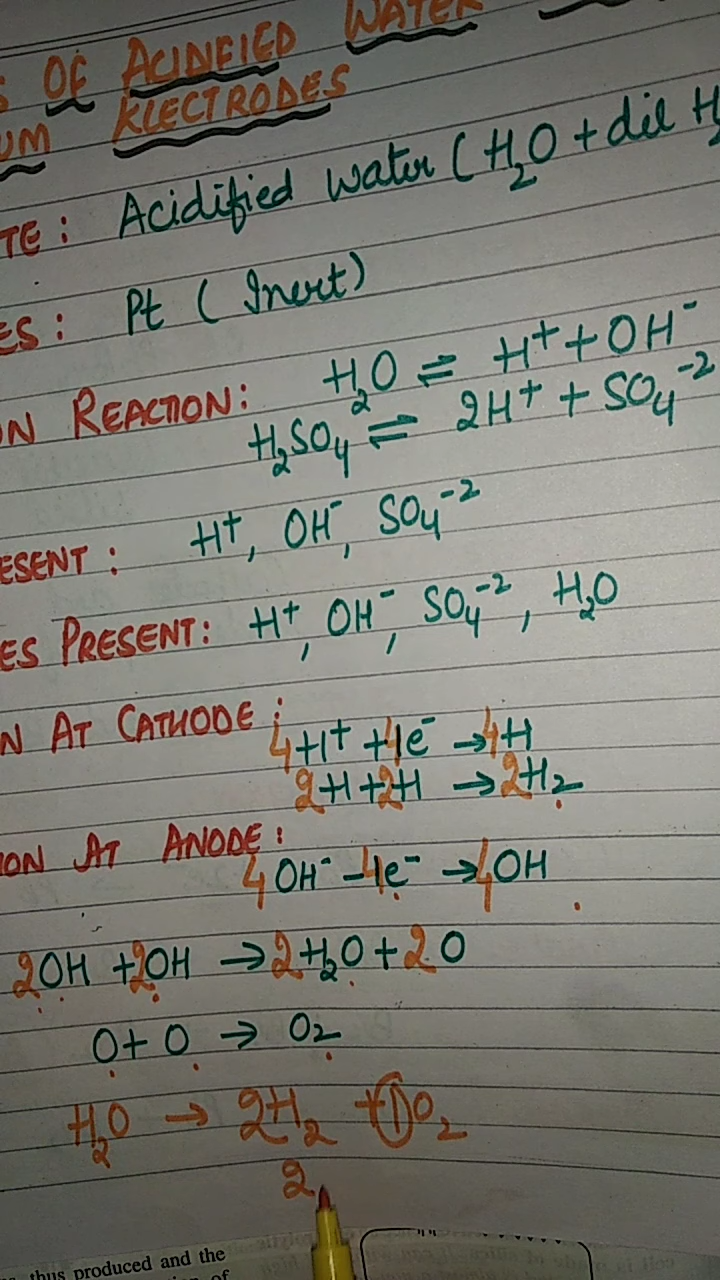 S OF ACIDIFIED WATER
UM ELECTRODES
TE : Acidified water ( H₂O + dil H₂
ES : Pt ( Inert)
ON REACTION: H₂O ⇌ H⁺ + OH⁻
H₂SO₄ ⇌ 2H⁺ + SO₄⁻²
ESENT : H⁺, OH⁻, SO₄⁻²
ES PRESENT: H⁺, OH⁻, SO₄⁻², H₂O
N AT CATHODE :
4H⁺ + 4e⁻ → 4H
2H + 2H → 2H₂
ION AT ANODE :
4OH⁻ - 4e⁻ → 4OH
2OH + 2OH → 2H₂O + 2O
O + O → O₂
H₂O → 2H₂ + 1O₂
2
thus produced and the
of